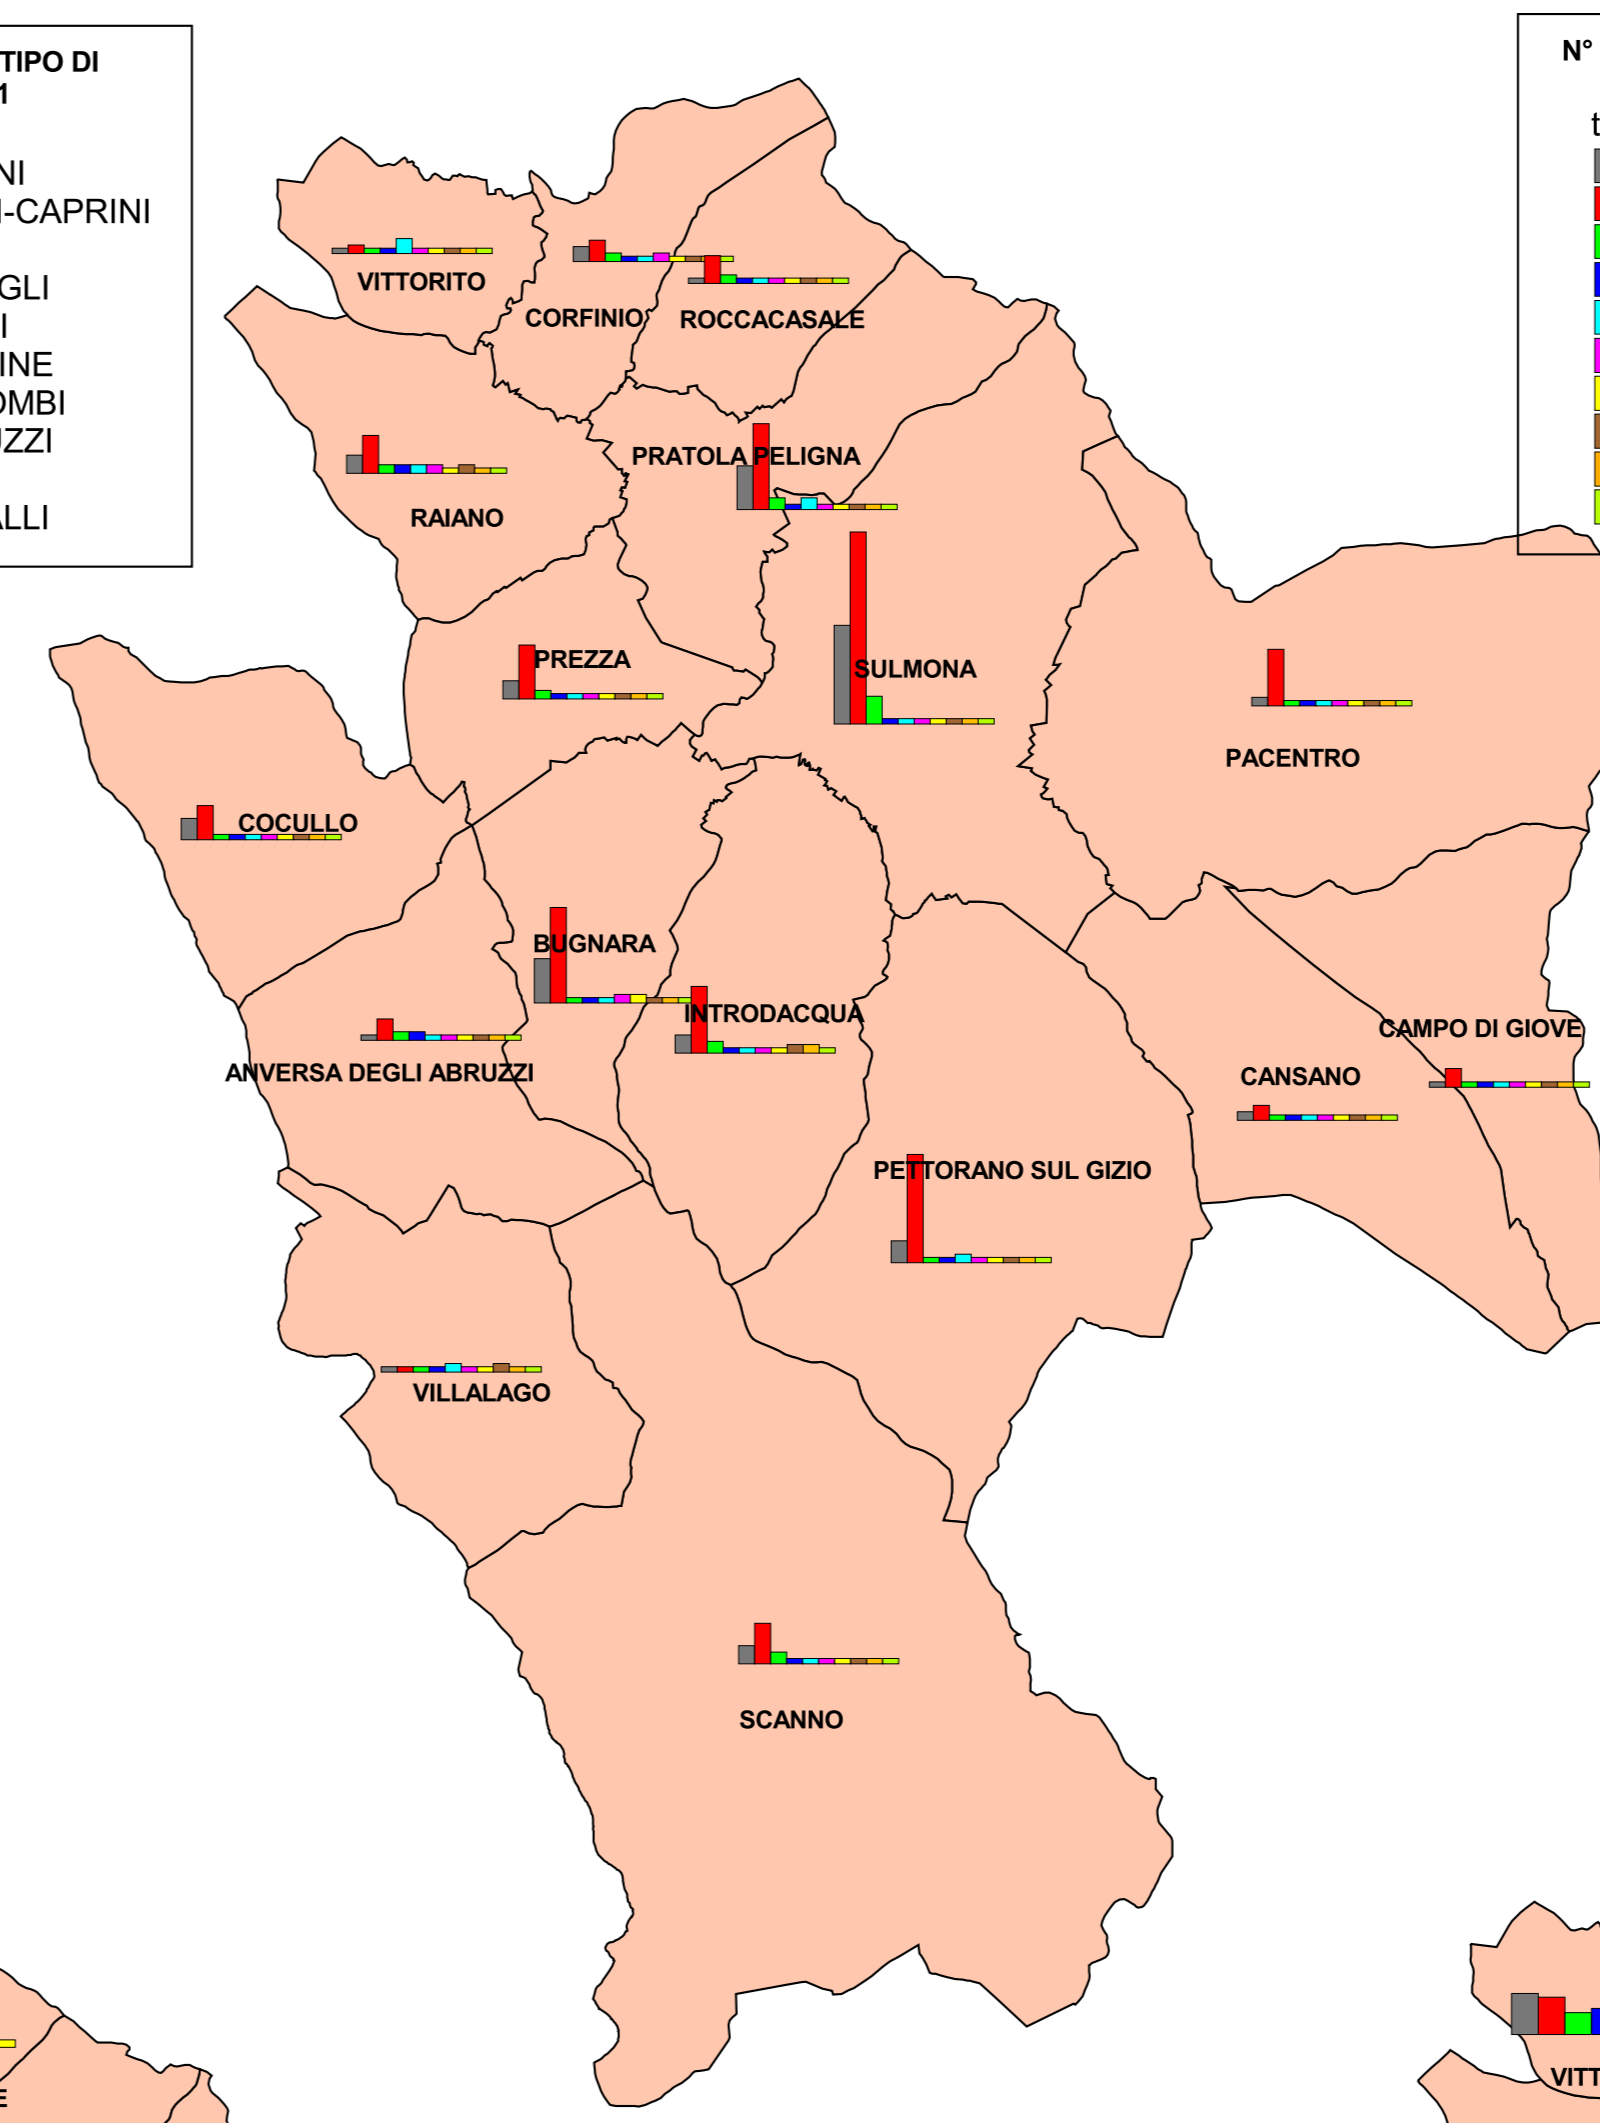 TIPO DI
1
NI
I-CAPRINI
GLI
I
INE
OMBI
UZZI
ALLI
N°
t
VITTORITO
CORFINIO
ROCCACASALE
PRATOLA PELIGNA
RAIANO
PREZZA
SULMONA
PACENTRO
COCULLO
BUGNARA
INTRODACQUA
CAMPO DI GIOVE
ANVERSA DEGLI ABRUZZI
CANSANO
PETTORANO SUL GIZIO
VILLALAGO
SCANNO
VITT
E